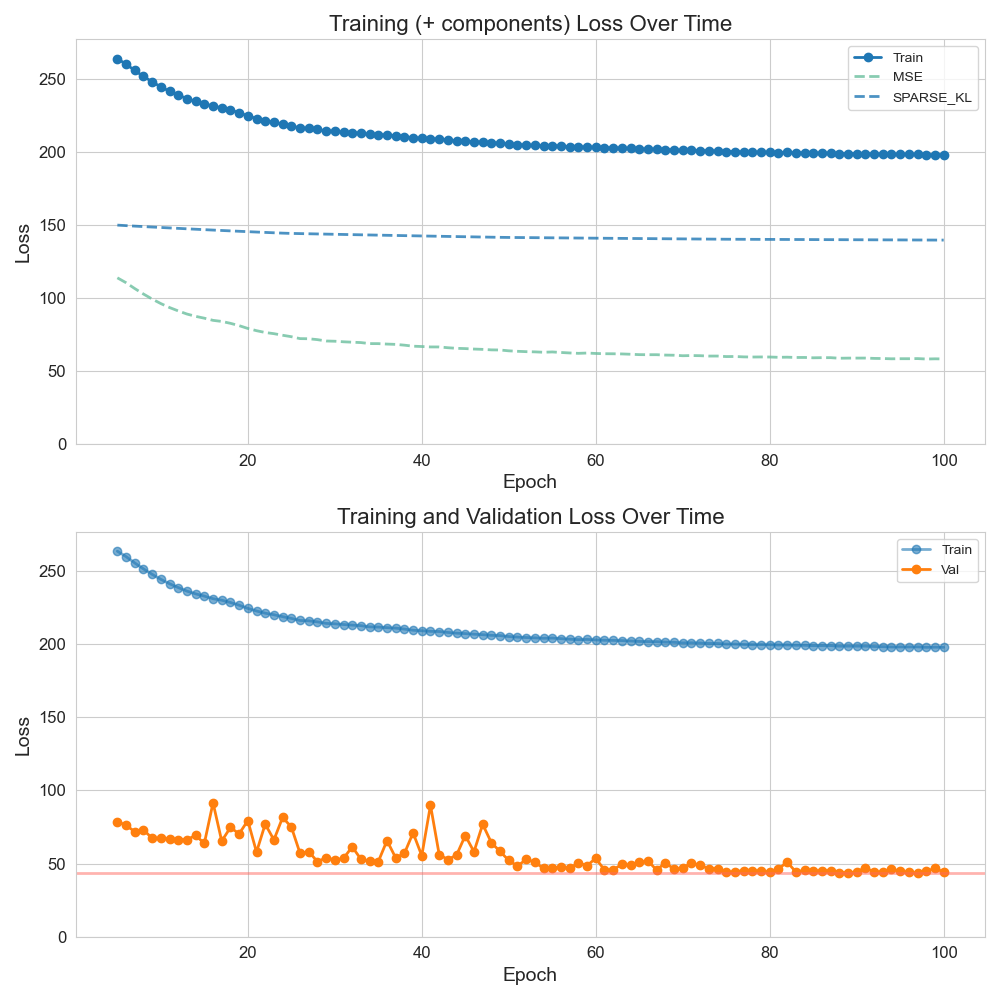 Training (+ components) Loss Over Time
Train
MSE
SPARSE_KL
250
200
150
100
50
0
Loss
20 40 60 80 100
Epoch
Training and Validation Loss Over Time
Train
Val
250
200
150
100
50
0
Loss
20 40 60 80 100
Epoch